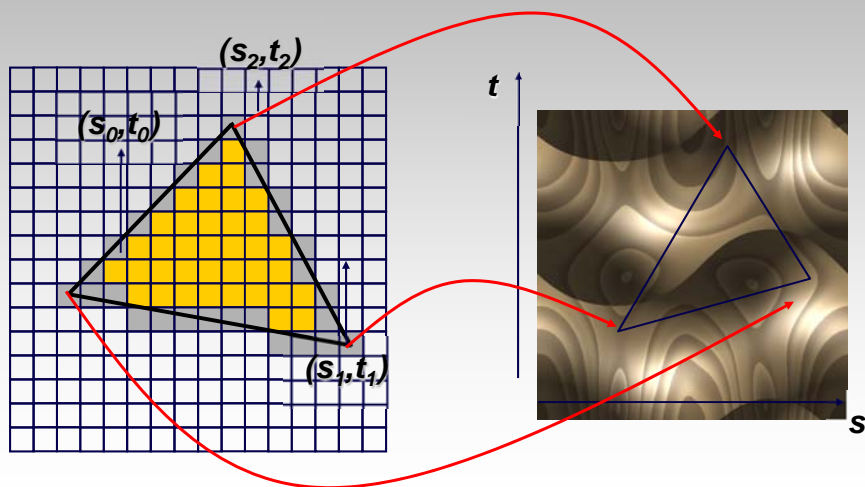 (s₂,t₂)
t
(s₀,t₀)
(s₁,t₁)
s